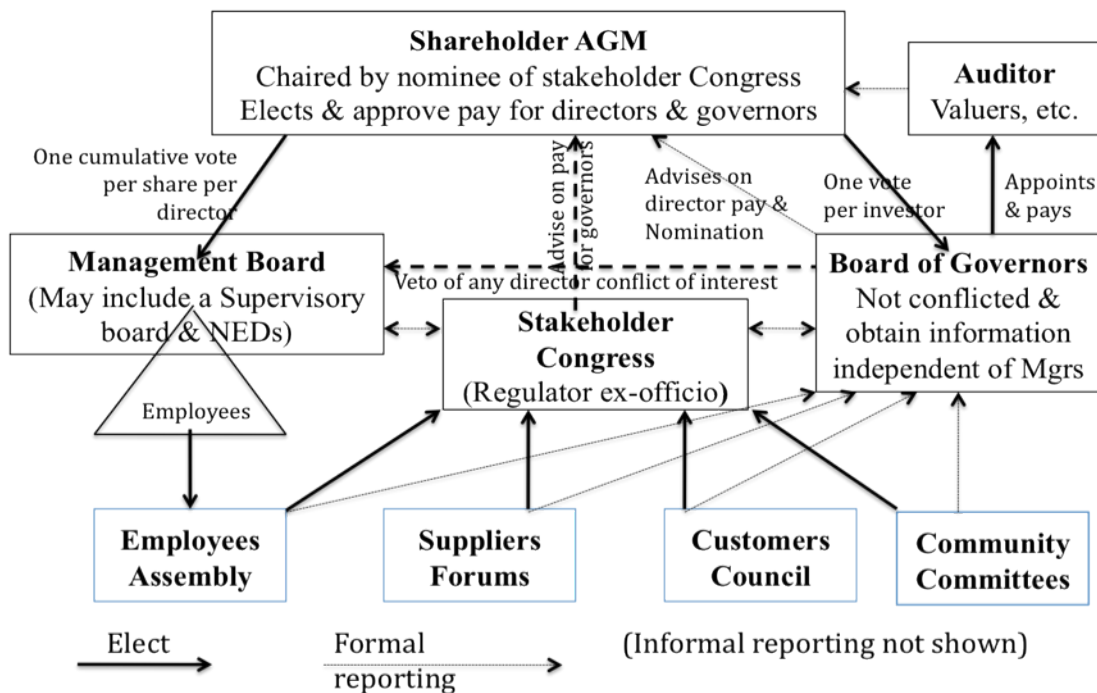 Shareholder AGM
Chaired by nominee of stakeholder Congress
Elects & approve pay for directors & governors
Auditor
Valuers, etc.
One cumulative vote
per share per
director
Advise on pay
for governors
Advises on
director pay &
Nomination
One vote
per investor
Appoints
& pays
Management Board
(May include a Supervisory
board & NEDs)
Veto of any director conflict of interest
Board of Governors
Not conflicted &
obtain information
independent of Mgrs
Stakeholder
Congress
(Regulator ex-officio)
Employees
Employees
Assembly
Suppliers
Forums
Customers
Council
Community
Committees
Elect
Formal
reporting
(Informal reporting not shown)